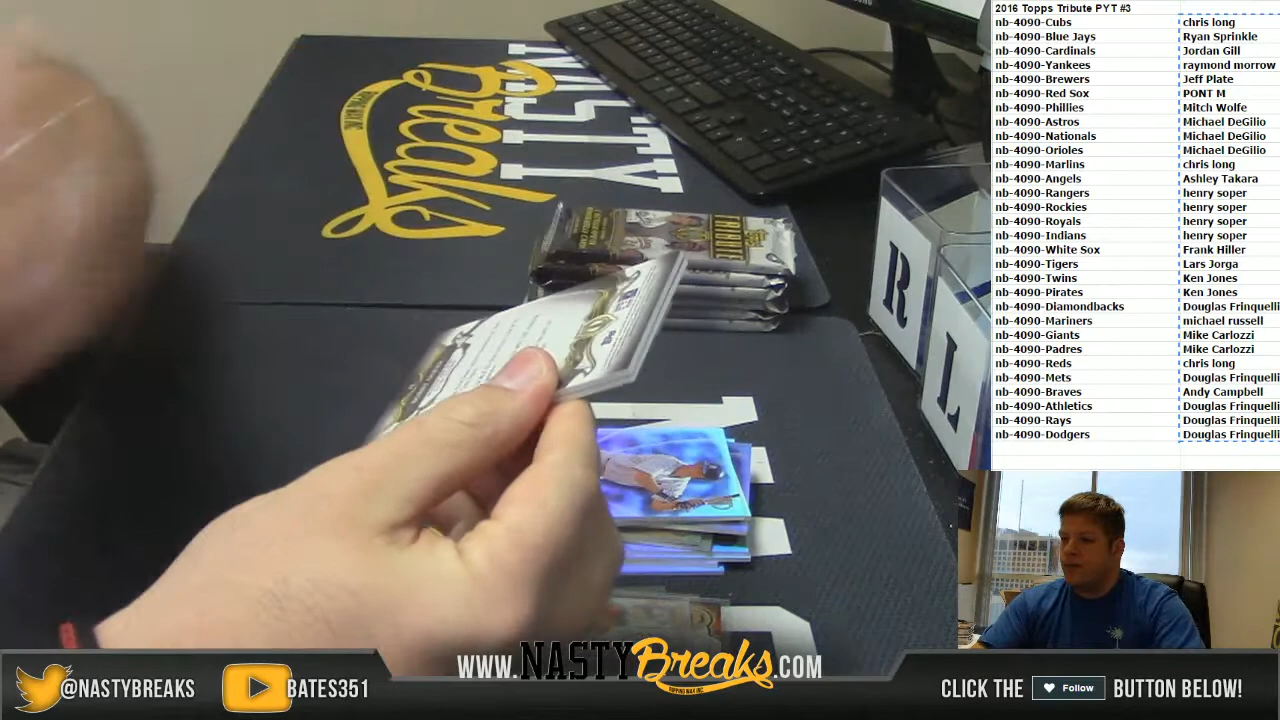 2016 Topps Tribute PYT #3
nb-4090-Cubs chris long
nb-4090-Blue Jays Ryan Sprinkle
nb-4090-Cardinals Jordan Gill
nb-4090-Yankees raymond morrow
nb-4090-Brewers Jeff Plate
nb-4090-Red Sox PONT M
nb-4090-Phillies Mitch Wolfe
nb-4090-Astros Michael DeGilio
nb-4090-Nationals Michael DeGilio
nb-4090-Orioles Michael DeGilio
nb-4090-Marlins chris long
nb-4090-Angels Ashley Takara
nb-4090-Rangers henry soper
nb-4090-Rockies henry soper
nb-4090-Royals henry soper
nb-4090-Indians henry soper
nb-4090-White Sox Frank Hiller
nb-4090-Tigers Lars Jorga
nb-4090-Twins Ken Jones
nb-4090-Pirates Ken Jones
nb-4090-Diamondbacks Douglas Frinquelli
nb-4090-Mariners michael russell
nb-4090-Giants Mike Carlozzi
nb-4090-Padres Mike Carlozzi
nb-4090-Reds chris long
nb-4090-Mets Douglas Frinquelli
nb-4090-Braves Andy Campbell
nb-4090-Athletics Douglas Frinquelli
nb-4090-Rays Douglas Frinquelli
nb-4090-Dodgers Douglas Frinquelli
NASTY
Breaks
TRIBUTE
R
L
@NASTYBREAKS
BATES351
WWW.NASTYBreaks.COM
RIPPING WAX INC
CLICK THE Follow BUTTON BELOW!